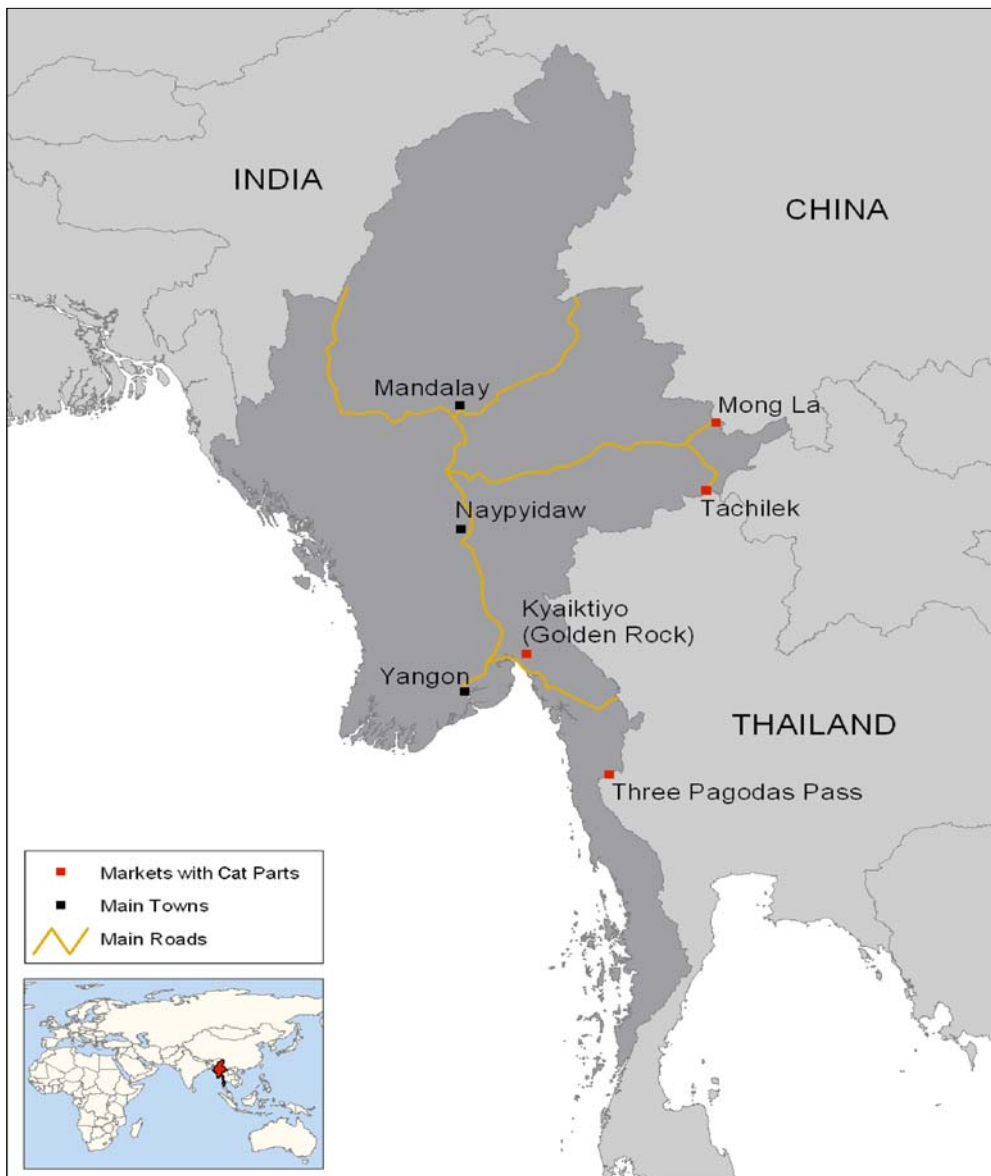 INDIA
CHINA
Mandalay
Mong La
Naypyidaw
Tachilek
Kyaiktiyo
(Golden Rock)
Yangon
THAILAND
Three Pagodas Pass
Markets with Cat Parts
Main Towns
Main Roads